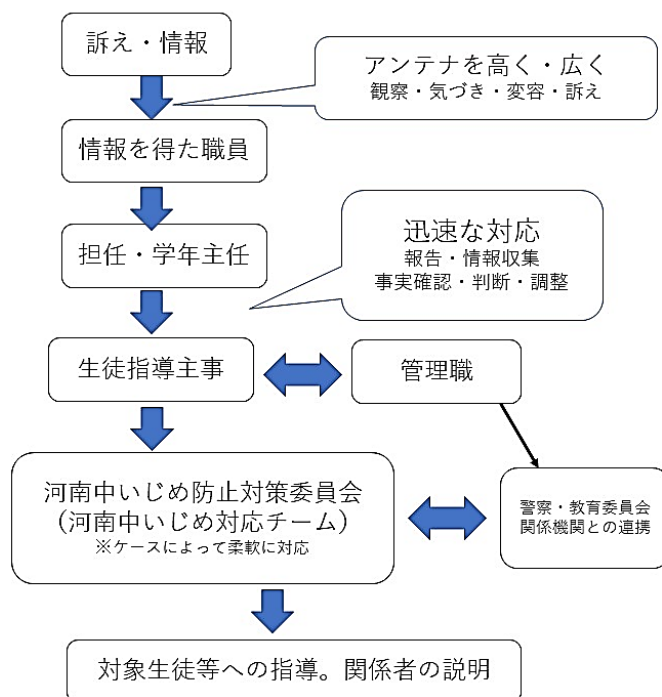 訴え・情報
アンテナを高く・広く
観察・気づき・変容・訴え
情報を得た職員
担任・学年主任
迅速な対応
報告・情報収集
事実確認・判断・調整
生徒指導主事
管理職
河南中いじめ防止対策委員会
（河南中いじめ対応チーム）
※ケースによって柔軟に対応
警察・教育委員会
関係機関との連携
対象生徒等への指導。関係者の説明